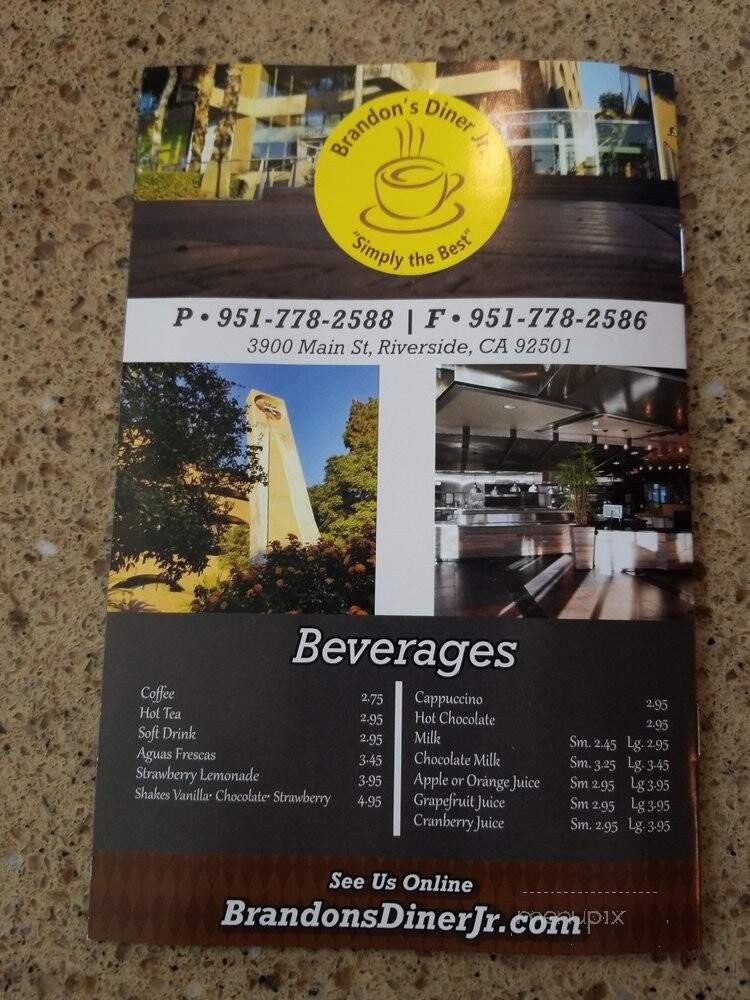 Brandon's Diner Jr.
"Simply the Best"
P • 951-778-2588 | F • 951-778-2586
3900 Main St, Riverside, CA 92501
Beverages
Coffee 2.75
Hot Tea 2.95
Soft Drink 2.95
Aguas Frescas 3.45
Strawberry Lemonade 3.95
Shakes Vanilla• Chocolate• Strawberry 4.95
Cappuccino 2.95
Hot Chocolate 2.95
Milk Sm. 2.45 Lg. 2.95
Chocolate Milk Sm. 3.25 Lg. 3.45
Apple or Orange Juice Sm 2.95 Lg 3.95
Grapefruit Juice Sm 2.95 Lg 3.95
Cranberry Juice Sm. 2.95 Lg. 3.95
See Us Online
BrandonsDinerJr.com
menupix